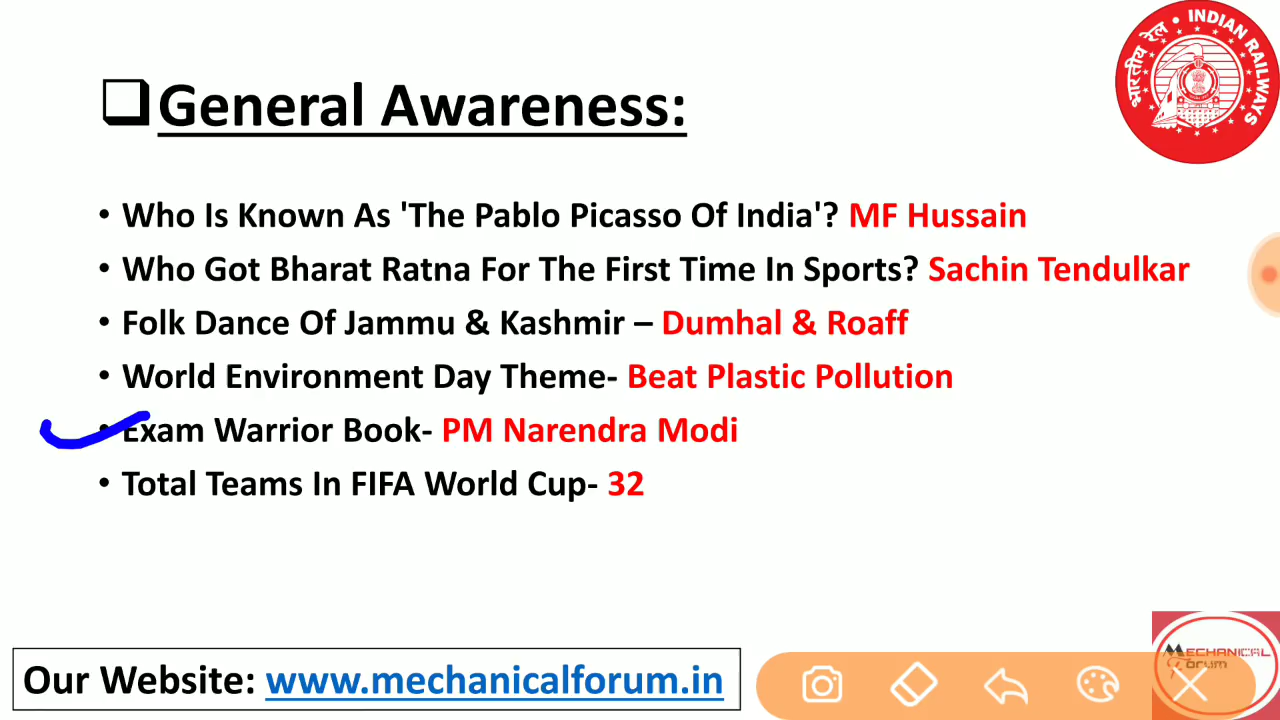 भारतीय रेल • INDIAN RAILWAYS
General Awareness:
• Who Is Known As 'The Pablo Picasso Of India'? MF Hussain
• Who Got Bharat Ratna For The First Time In Sports? Sachin Tendulkar
• Folk Dance Of Jammu & Kashmir – Dumhal & Roaff
• World Environment Day Theme- Beat Plastic Pollution
• Exam Warrior Book- PM Narendra Modi
• Total Teams In FIFA World Cup- 32
Our Website: www.mechanicalforum.in
MECHANICAL
Forum